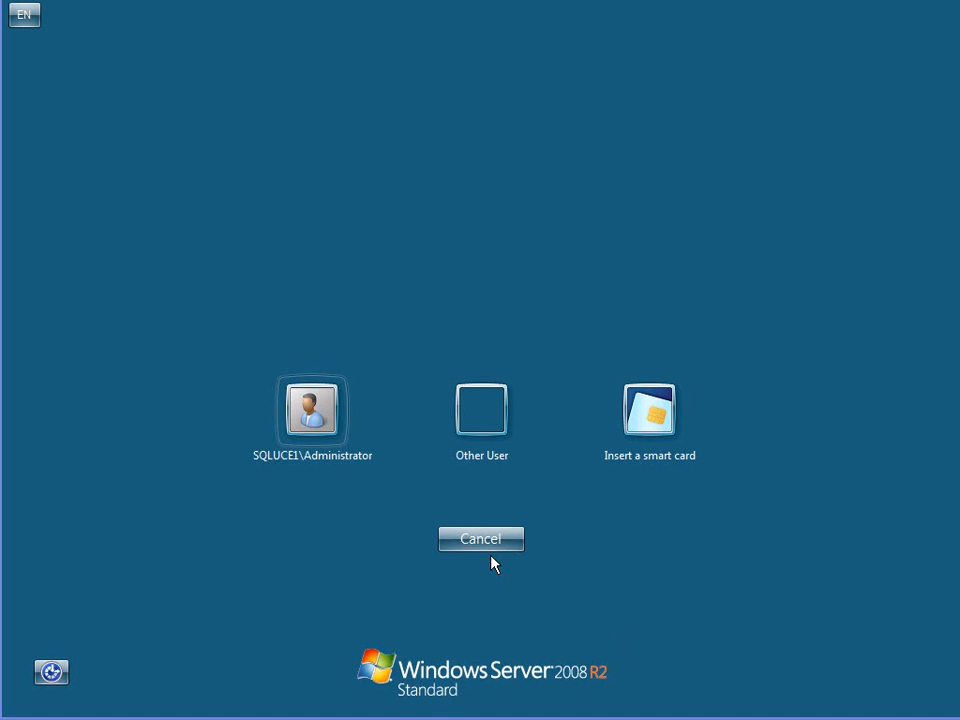 EN
SQLUCE1\Administrator
Other User
Insert a smart card
Cancel
Windows Server 2008 R2
Standard